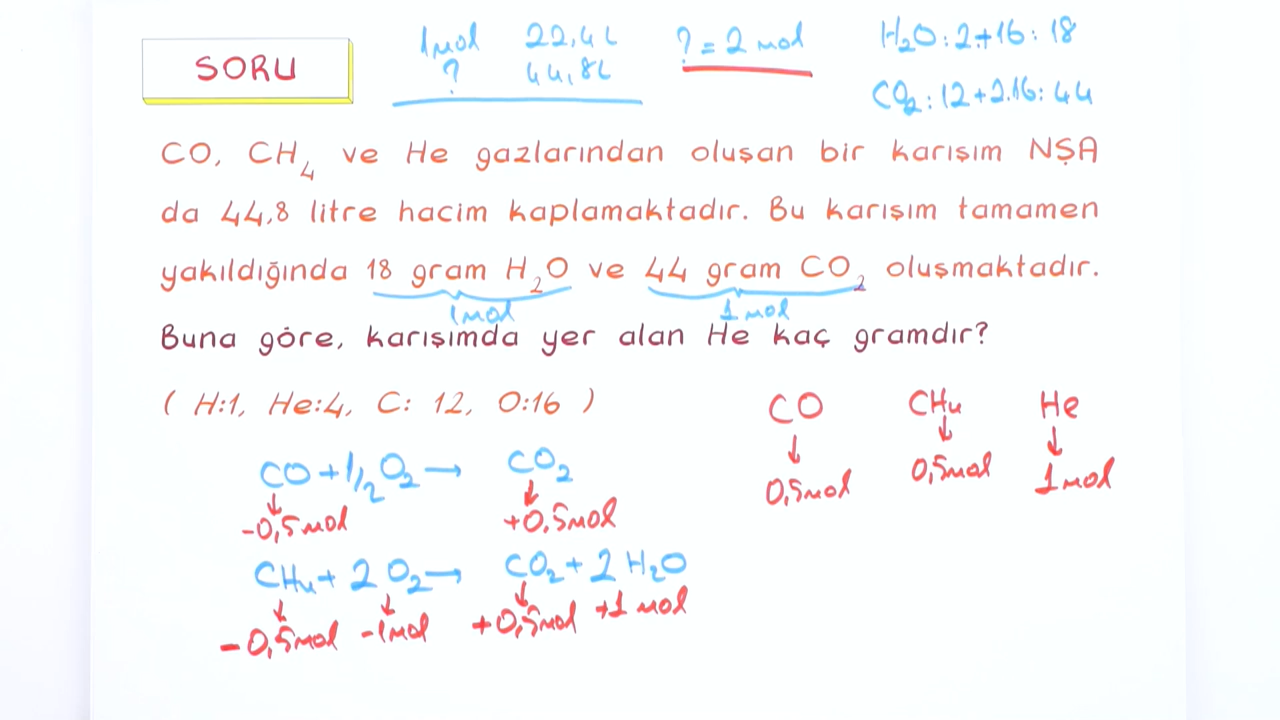 SORU
1mol 22,4L
? 44,8L
? = 2 mol
H₂O : 2+16 : 18
CO₂ : 12+2.16 : 44
CO, CH₄ ve He gazlarından oluşan bir karışım NŞA
da 44,8 litre hacim kaplamaktadır. Bu karışım tamamen
yakıldığında 18 gram H₂O ve 44 gram CO₂ oluşmaktadır.
1mol 1 mol
Buna göre, karışımda yer alan He kaç gramdır?
( H:1, He:4, C: 12, O:16 )
CO CH₄ He
↓ ↓ ↓
0,5mol 0,5mol 1mol
CO + 1/2 O₂ → CO₂
↓ ↓
-0,5mol +0,5mol
CH₄ + 2 O₂ → CO₂ + 2 H₂O
↓ ↓ ↓
-0,5mol -1mol +0,5mol +1 mol